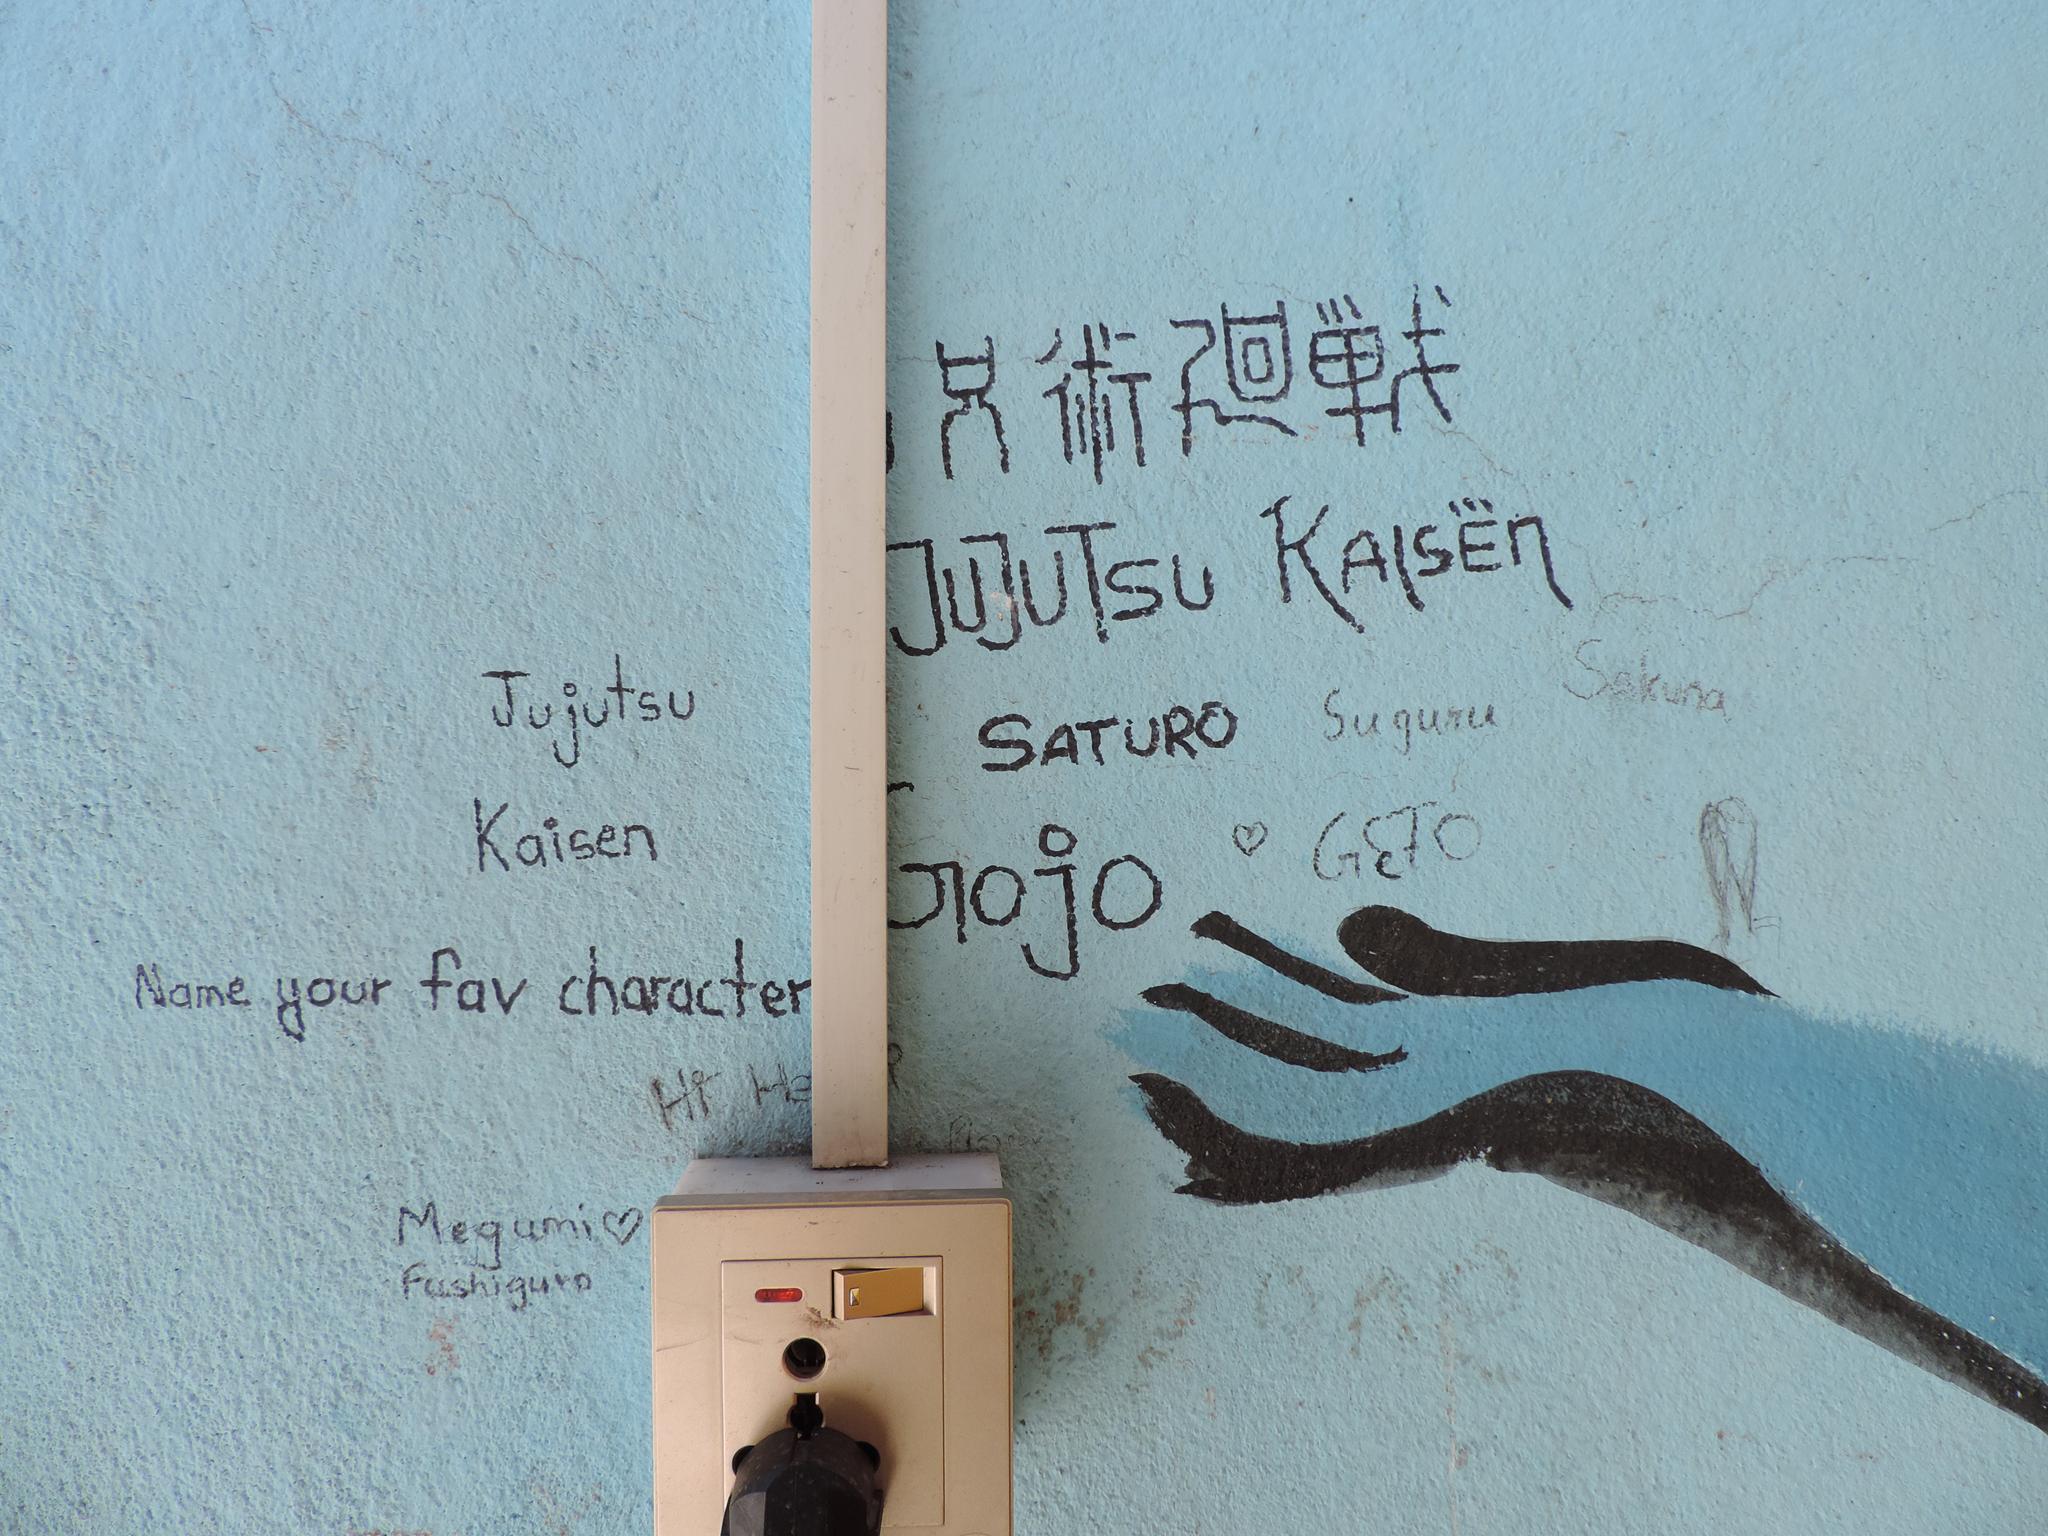 呪術廻戦
JUJUTSU KAISËN
Jujutsu
Kaisen
SATURO
Gojo
Suguru
GETO
Sakuna
Name your fav character
Hi
Megumi♡
Fushiguro